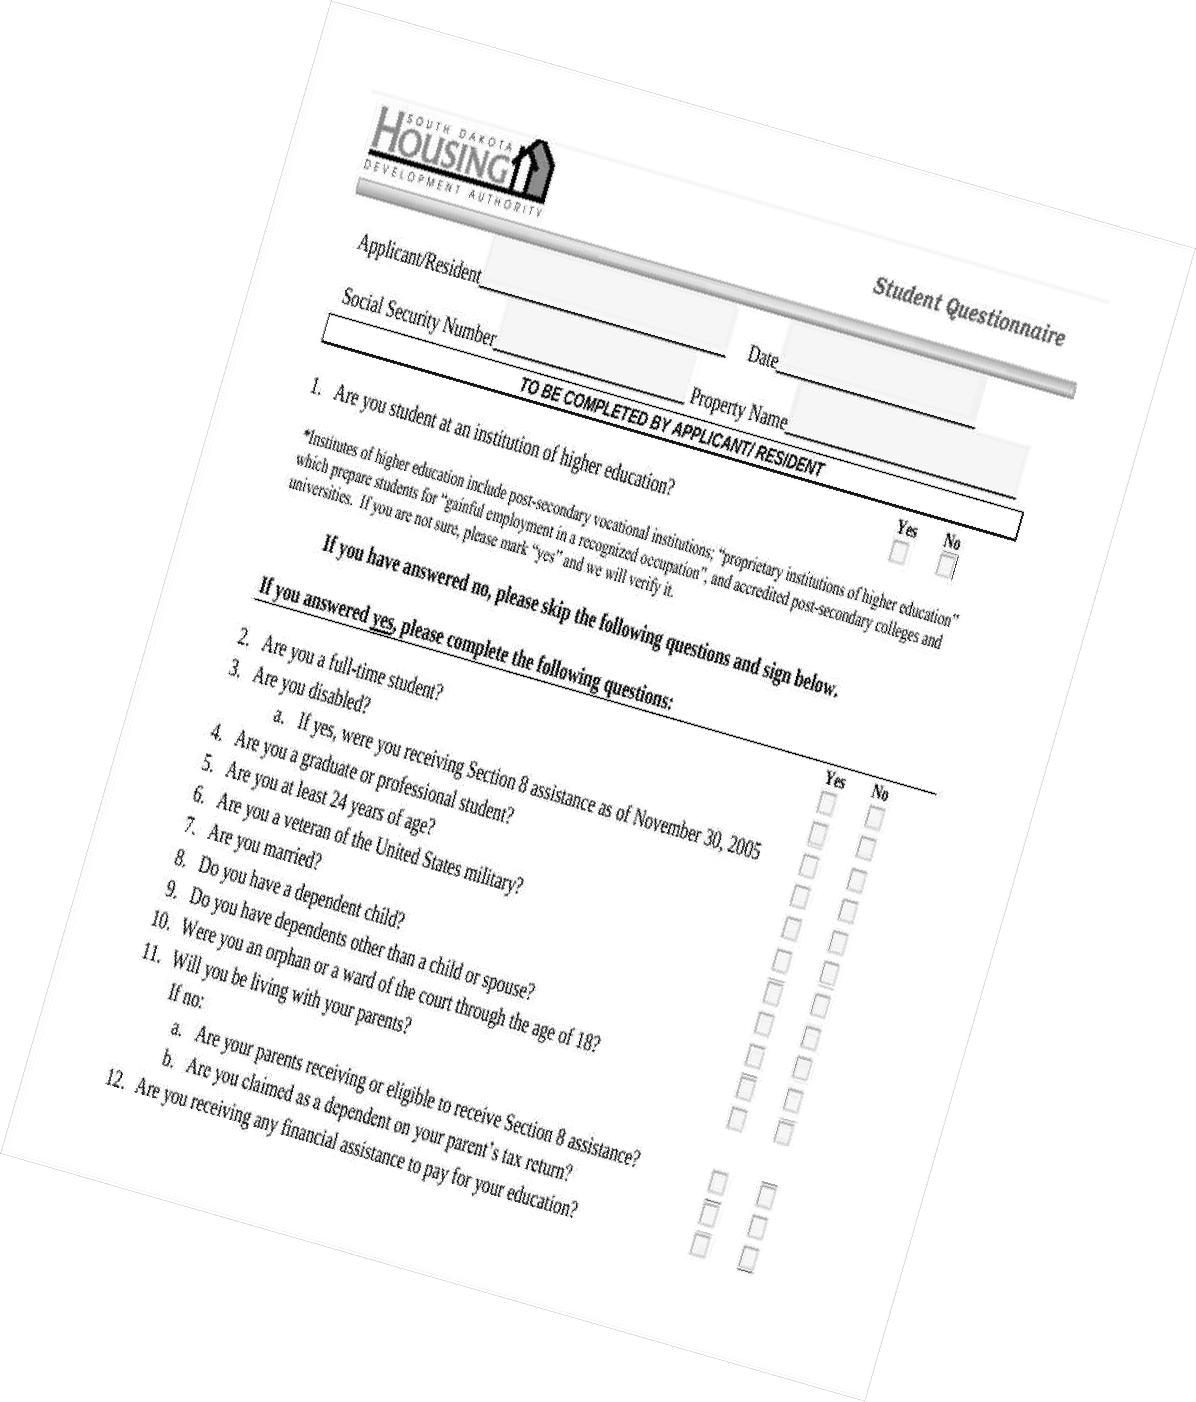 SOUTH DAKOTA
HOUSING
DEVELOPMENT AUTHORITY
Student Questionnaire
Applicant/Resident Date
Social Security Number Property Name
TO BE COMPLETED BY APPLICANT/ RESIDENT
Yes No
1. Are you student at an institution of higher education?
*Institutes of higher education include post-secondary vocational institutions; “proprietary institutions of higher education”
which prepare students for “gainful employment in a recognized occupation”, and accredited post-secondary colleges and
universities. If you are not sure, please mark “yes” and we will verify it.
If you have answered no, please skip the following questions and sign below.
If you answered yes, please complete the following questions:
Yes No
2. Are you a full-time student?
3. Are you disabled?
a. If yes, were you receiving Section 8 assistance as of November 30, 2005
4. Are you a graduate or professional student?
5. Are you at least 24 years of age?
6. Are you a veteran of the United States military?
7. Are you married?
8. Do you have a dependent child?
9. Do you have dependents other than a child or spouse?
10. Were you an orphan or a ward of the court through the age of 18?
11. Will you be living with your parents?
If no:
a. Are your parents receiving or eligible to receive Section 8 assistance?
b. Are you claimed as a dependent on your parent’s tax return?
12. Are you receiving any financial assistance to pay for your education?